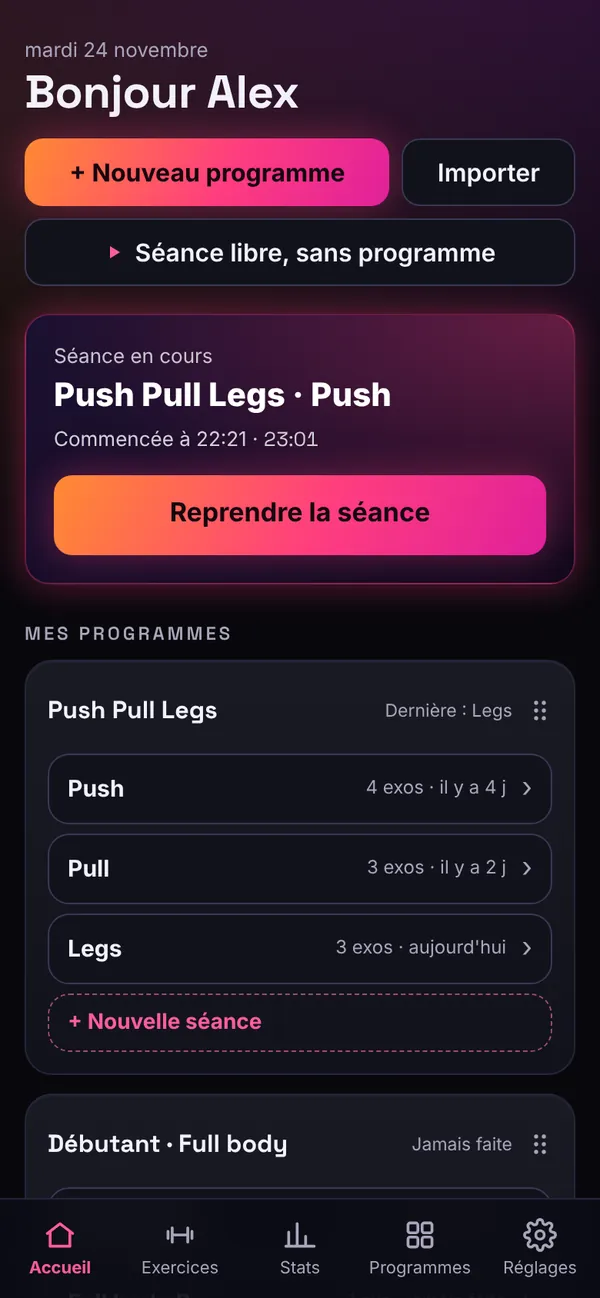 mardi 24 novembre
Bonjour Alex
+ Nouveau programme
Importer
Séance libre, sans programme
Séance en cours
Push Pull Legs · Push
Commencée à 22:21 · 23:01
Reprendre la séance
MES PROGRAMMES
Push Pull Legs
Dernière : Legs
Push
4 exos · il y a 4 j
Pull
3 exos · il y a 2 j
Legs
3 exos · aujourd'hui
+ Nouvelle séance
Débutant · Full body
Jamais faite
Accueil
Exercices
Stats
Programmes
Réglages